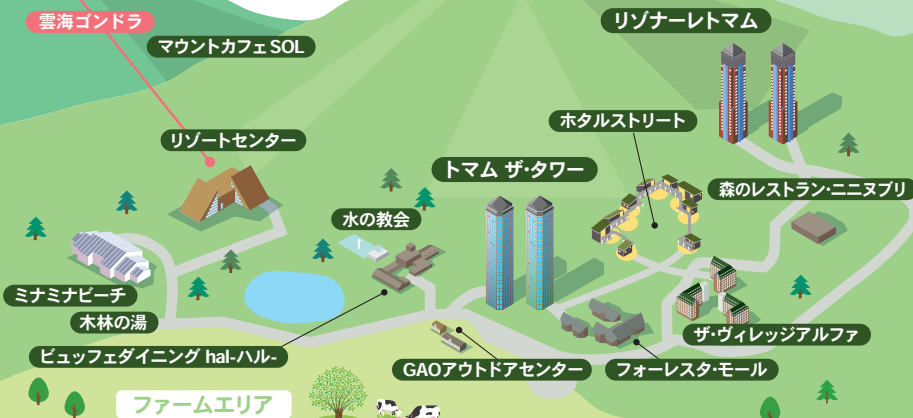 雲海ゴンドラ
マウントカフェ SOL
リゾナーレトマム
ホタルストリート
リゾートセンター
トマム ザ・タワー
森のレストラン・ニニヌプリ
水の教会
ミナミナビーチ
木林の湯
ザ・ヴィレッジアルファ
ビュッフェダイニング hal-ハル-
GAOアウトドアセンター
フォーレスタ・モール
ファームエリア